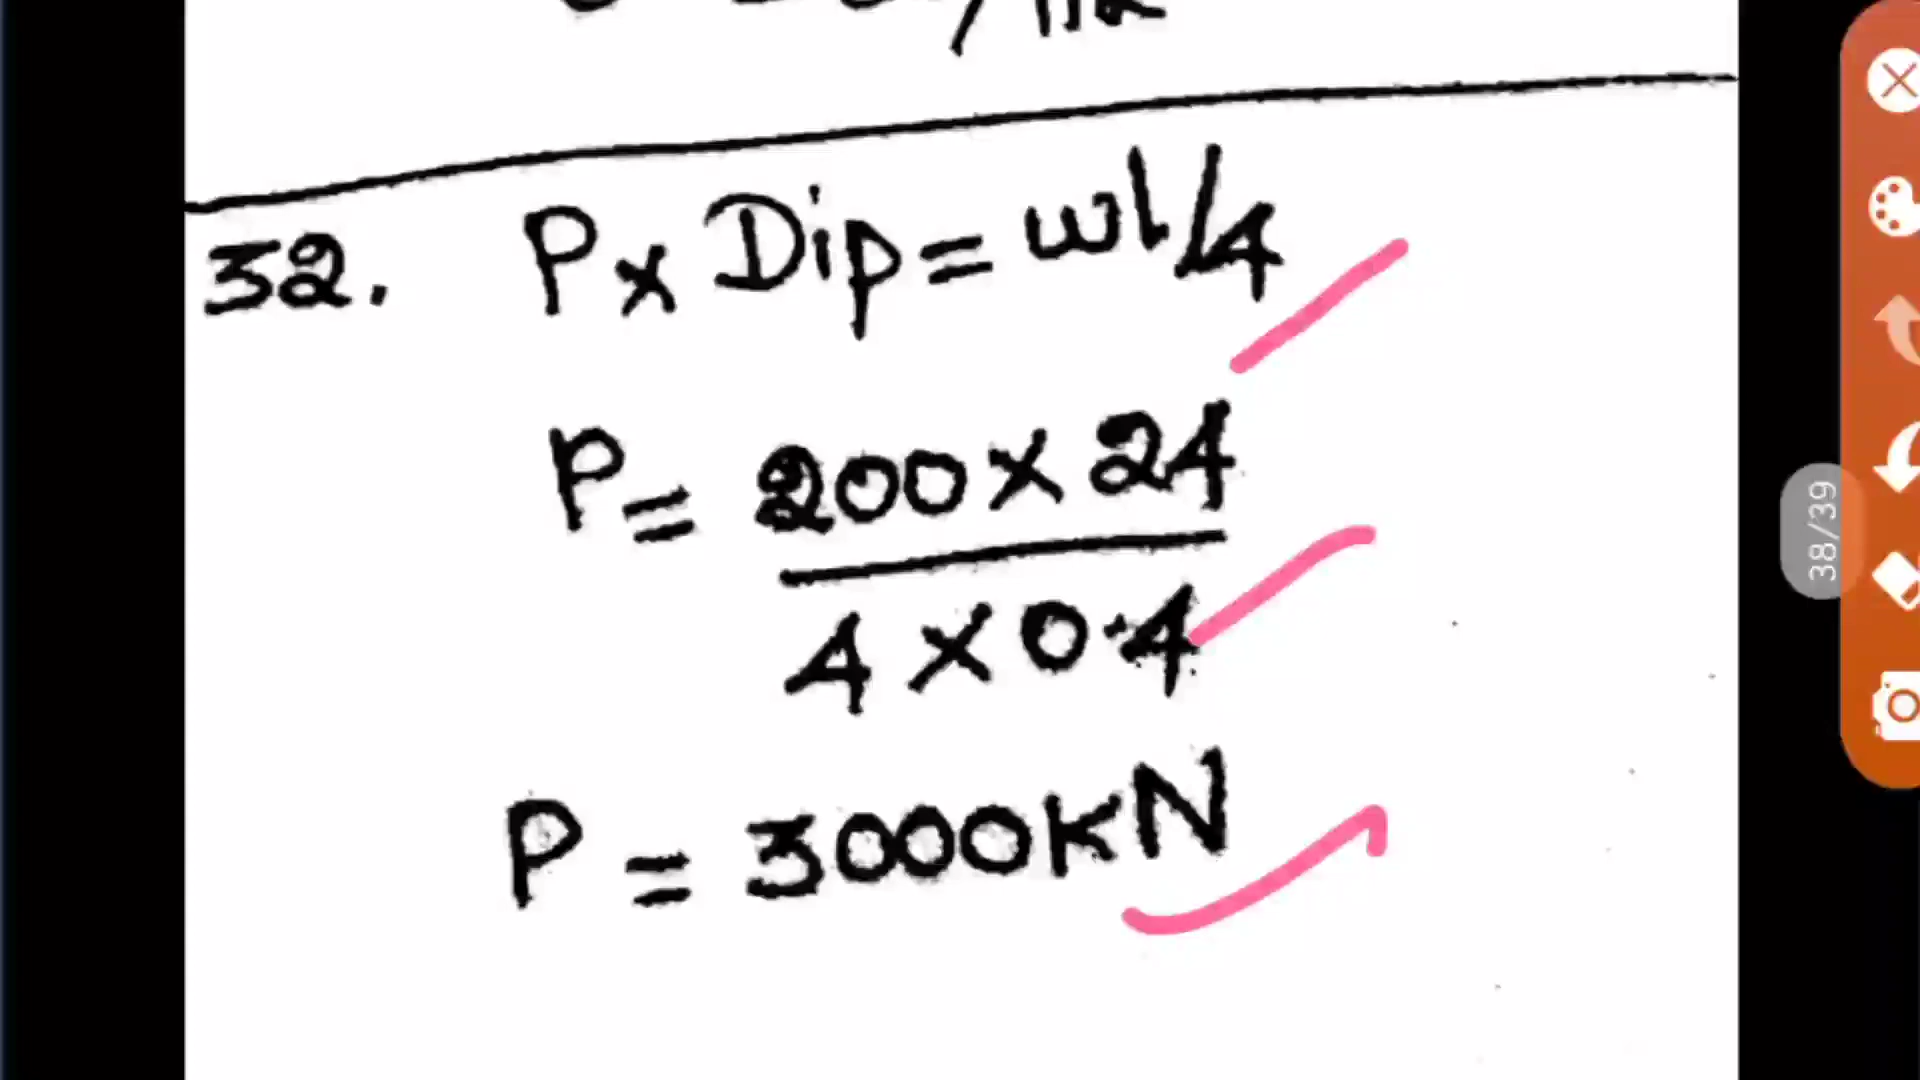 32. P x Dip = wl/4
P = 200 x 24
4 x 0.4
P = 3000KN
38/39